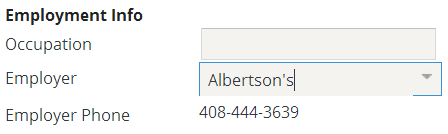 Employment Info
Occupation
Employer Albertson's
Employer Phone 408-444-3639